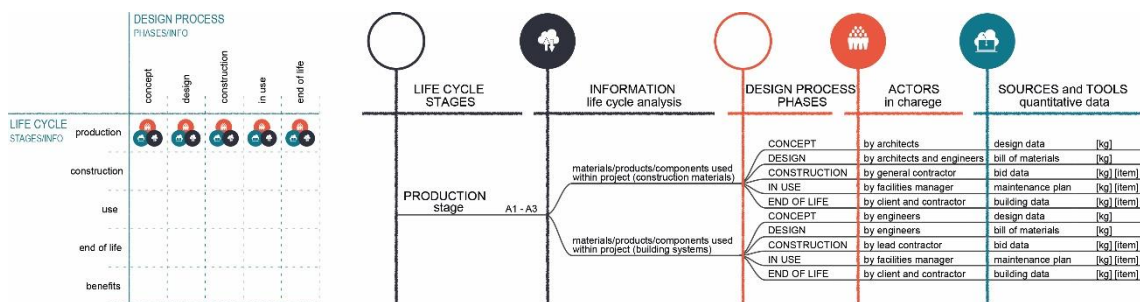 DESIGN PROCESS
PHASES/INFO
concept
design
construction
in use
end of life
LIFE CYCLE
STAGES/INFO
production
construction
use
end of life
benefits
LIFE CYCLE
STAGES
INFORMATION
life cycle analysis
DESIGN PROCESS
PHASES
ACTORS
in charege
SOURCES and TOOLS
quantitative data
PRODUCTION
stage
A1 - A3
materials/products/components used
within project (construction materials)
CONCEPT by architects design data [kg]
DESIGN by architects and engineers bill of materials [kg]
CONSTRUCTION by general contractor bid data [kg] [item]
IN USE by facilities manager maintenance plan [kg] [item]
END OF LIFE by client and contractor building data [kg] [item]
materials/products/components used
within project (building systems)
CONCEPT by engineers design data [kg]
DESIGN by engineers bill of materials [kg]
CONSTRUCTION by lead contractor bid data [kg] [item]
IN USE by facilities manager maintenance plan [kg] [item]
END OF LIFE by client and contractor building data [kg] [item]